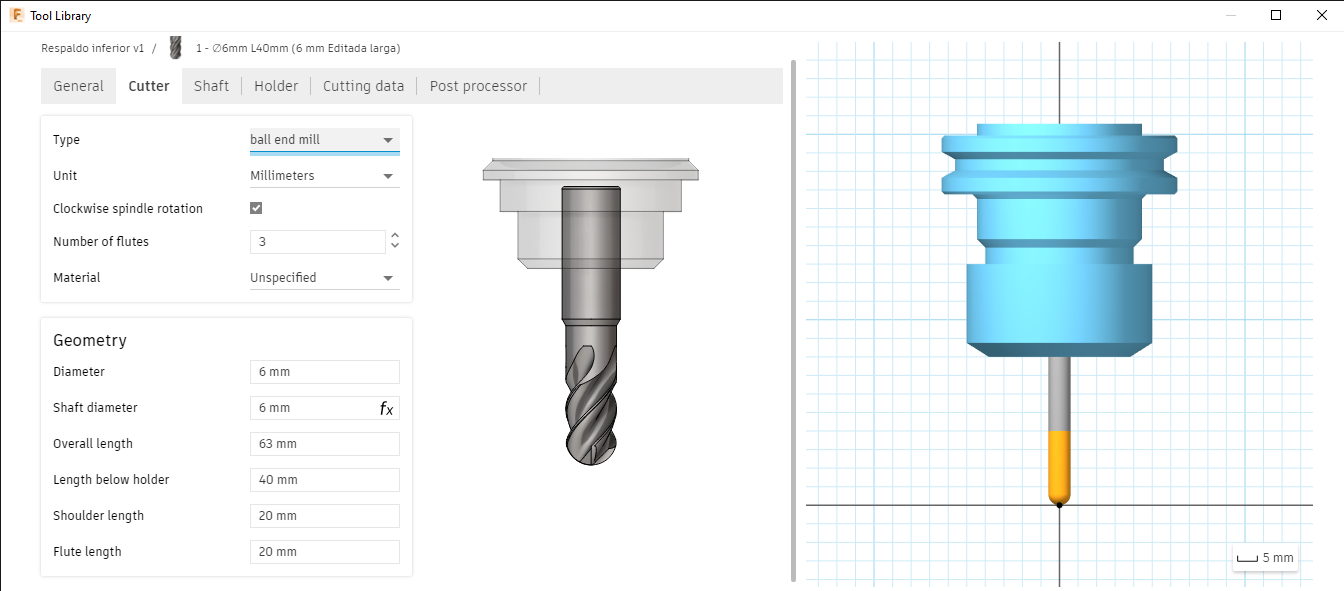 Tool Library
Respaldo inferior v1 / 1 - ∅6mm L40mm (6 mm Editada larga)
General Cutter Shaft Holder Cutting data Post processor
Type ball end mill
Unit Millimeters
Clockwise spindle rotation
Number of flutes 3
Material Unspecified
Geometry
Diameter 6 mm
Shaft diameter 6 mm fx
Overall length 63 mm
Length below holder 40 mm
Shoulder length 20 mm
Flute length 20 mm
5 mm